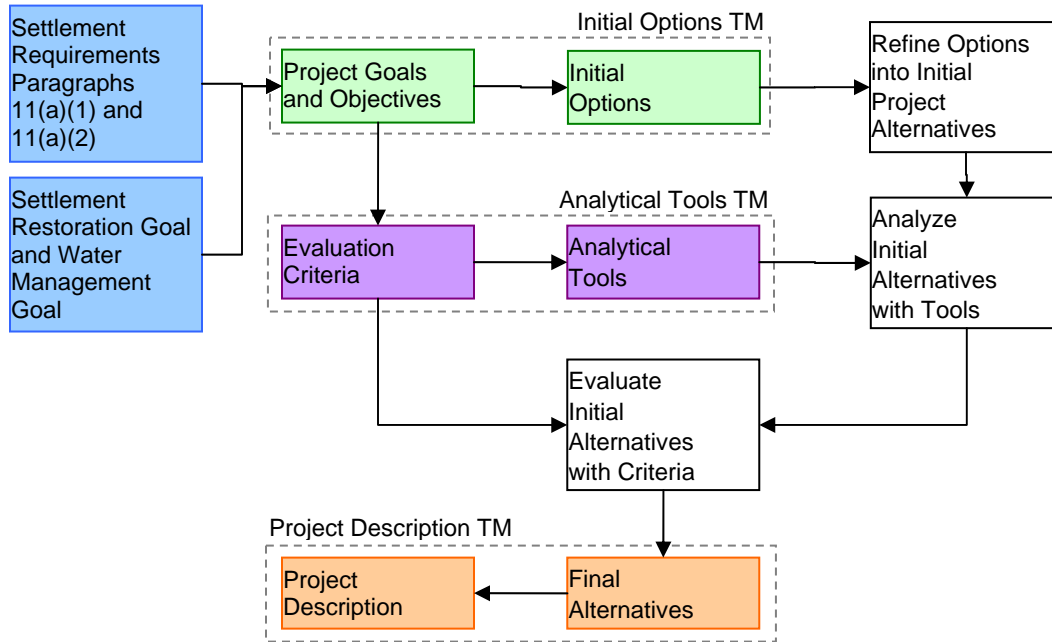 Settlement
Requirements
Paragraphs
11(a)(1) and
11(a)(2)
Settlement
Restoration Goal
and Water
Management
Goal
Initial Options TM
Project Goals
and Objectives
Initial
Options
Refine Options
into Initial
Project
Alternatives
Analytical Tools TM
Evaluation
Criteria
Analytical
Tools
Analyze
Initial
Alternatives
with Tools
Evaluate
Initial
Alternatives
with Criteria
Project Description TM
Project
Description
Final
Alternatives